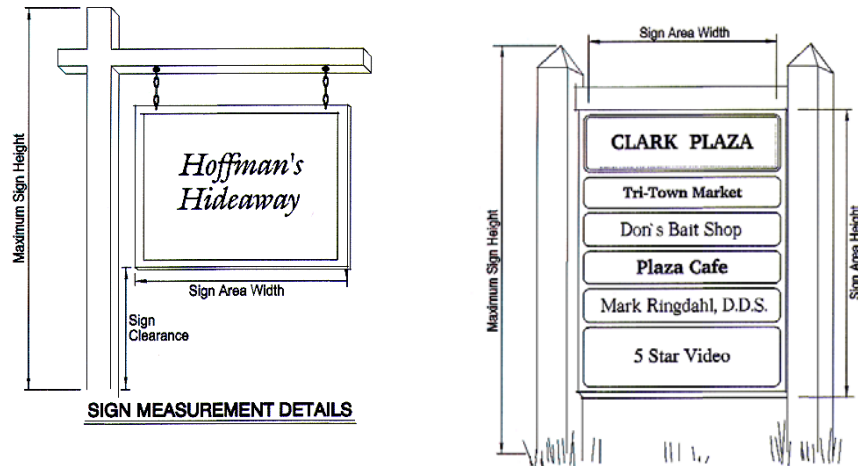 Maximum Sign Height
Hoffman's
Hideaway
Sign Area Width
Sign
Clearance
SIGN MEASUREMENT DETAILS
Sign Area Width
Maximum Sign Height
CLARK PLAZA
Tri-Town Market
Don`s Bait Shop
Plaza Cafe
Mark Ringdahl, D.D.S.
5 Star Video
Sign Area Height